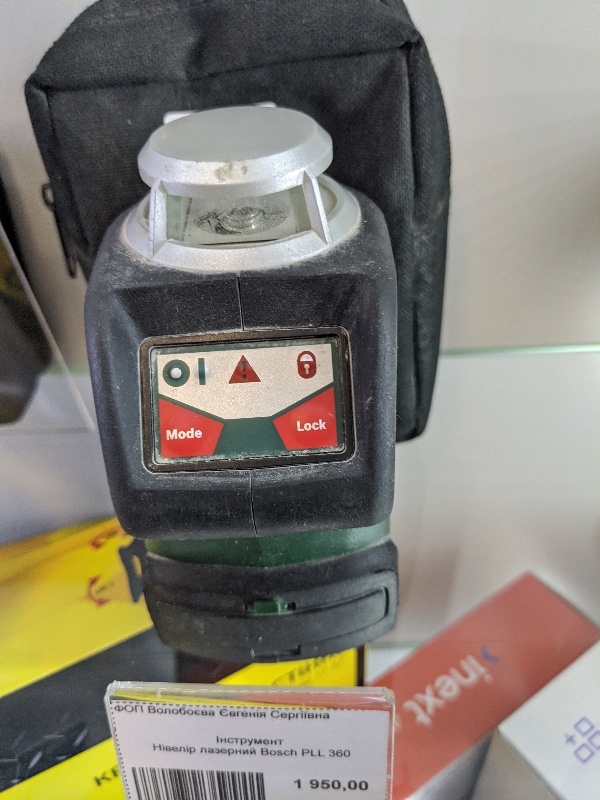 Mode
Lock
inext
ФОП Волобоєва Євгенія Сергіївна
Інструмент
Нівелір лазерний Bosch PLL 360
1 950,00